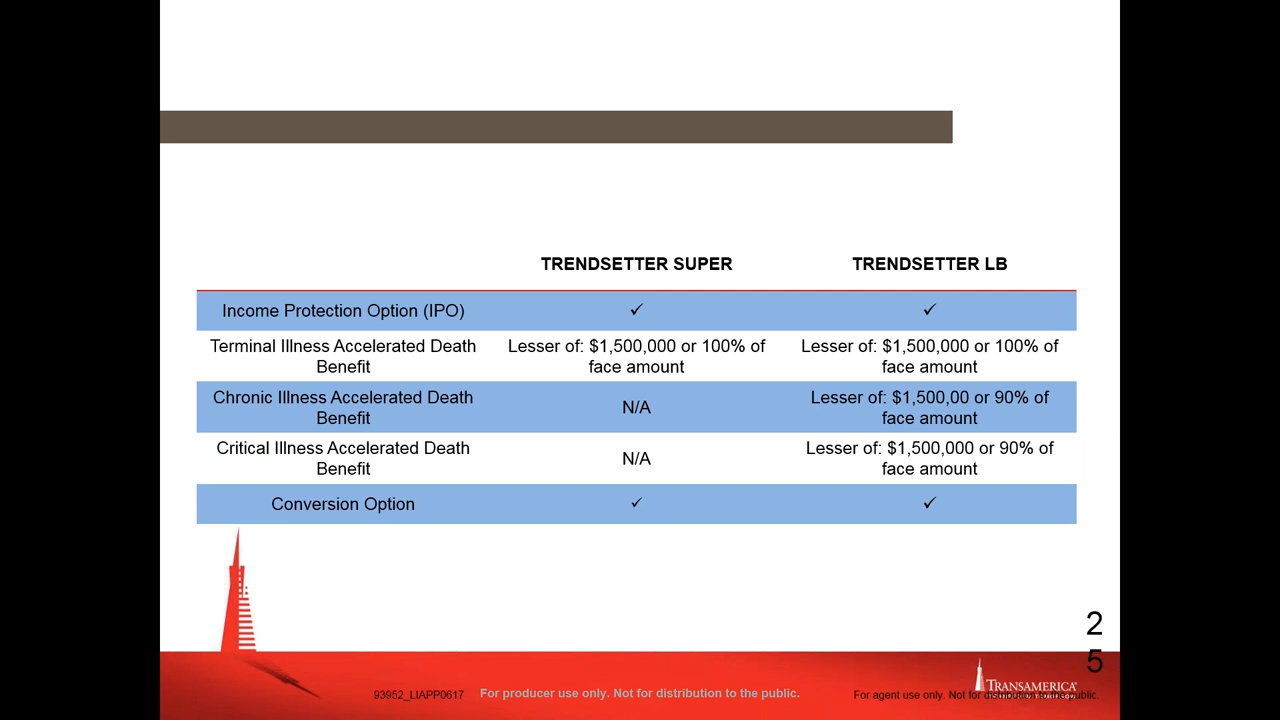 TRENDSETTER SUPER TRENDSETTER LB
Income Protection Option (IPO) ✓ ✓
Terminal Illness Accelerated Death Benefit
Lesser of: $1,500,000 or 100% of face amount
Lesser of: $1,500,000 or 100% of face amount
Chronic Illness Accelerated Death Benefit
N/A
Lesser of: $1,500,00 or 90% of face amount
Critical Illness Accelerated Death Benefit
N/A
Lesser of: $1,500,000 or 90% of face amount
Conversion Option ✓ ✓
2
5
TRANSAMERICA
93952_LIAPP0617
For producer use only. Not for distribution to the public.
For agent use only. Not for distribution to the public.